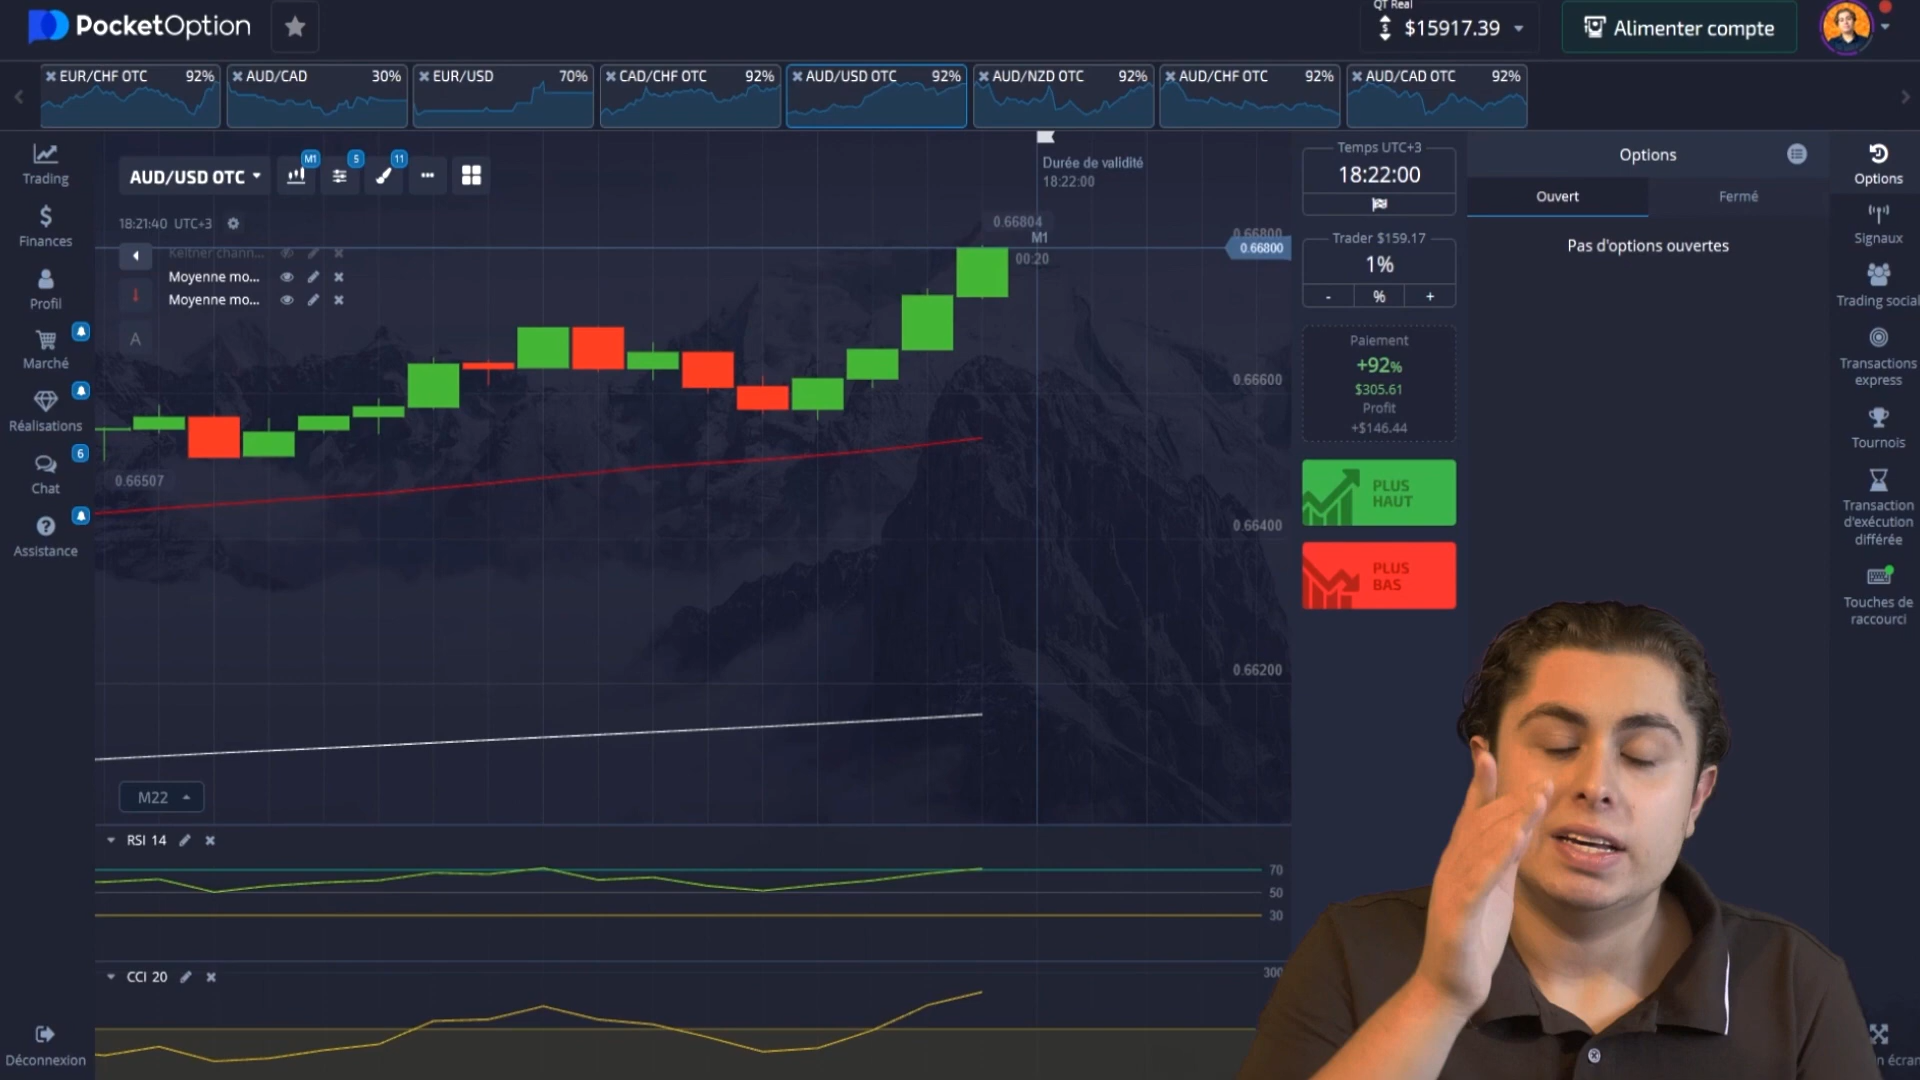 PocketOption
QT Real
$15917.39
Alimenter compte
EUR/CHF OTC 92%
AUD/CAD 30%
EUR/USD 70%
CAD/CHF OTC 92%
AUD/USD OTC 92%
AUD/NZD OTC 92%
AUD/CHF OTC 92%
AUD/CAD OTC 92%
Trading
Finances
Profil
Marché
Réalisations
6
Chat
Assistance
Déconnexion
AUD/USD OTC
M1
5
11
18:21:40 UTC+3
Keltner chann...
Moyenne mo...
Moyenne mo...
A
0.66507
Durée de validité
18:22:00
0.66804
M1
00:20
0.66800
0.66800
0.66600
0.66400
0.66200
M22
RSI 14
70
50
30
CCI 20
300
Temps UTC+3
18:22:00
Trader $159.17
1%
- % +
Paiement
+92%
$305.61
Profit
+$146.44
PLUS
HAUT
PLUS
BAS
Options
Ouvert
Fermé
Pas d'options ouvertes
Options
Signaux
Trading social
Transactions
express
Tournois
Transaction
d'exécution
différée
Touches de
raccourci
n écran